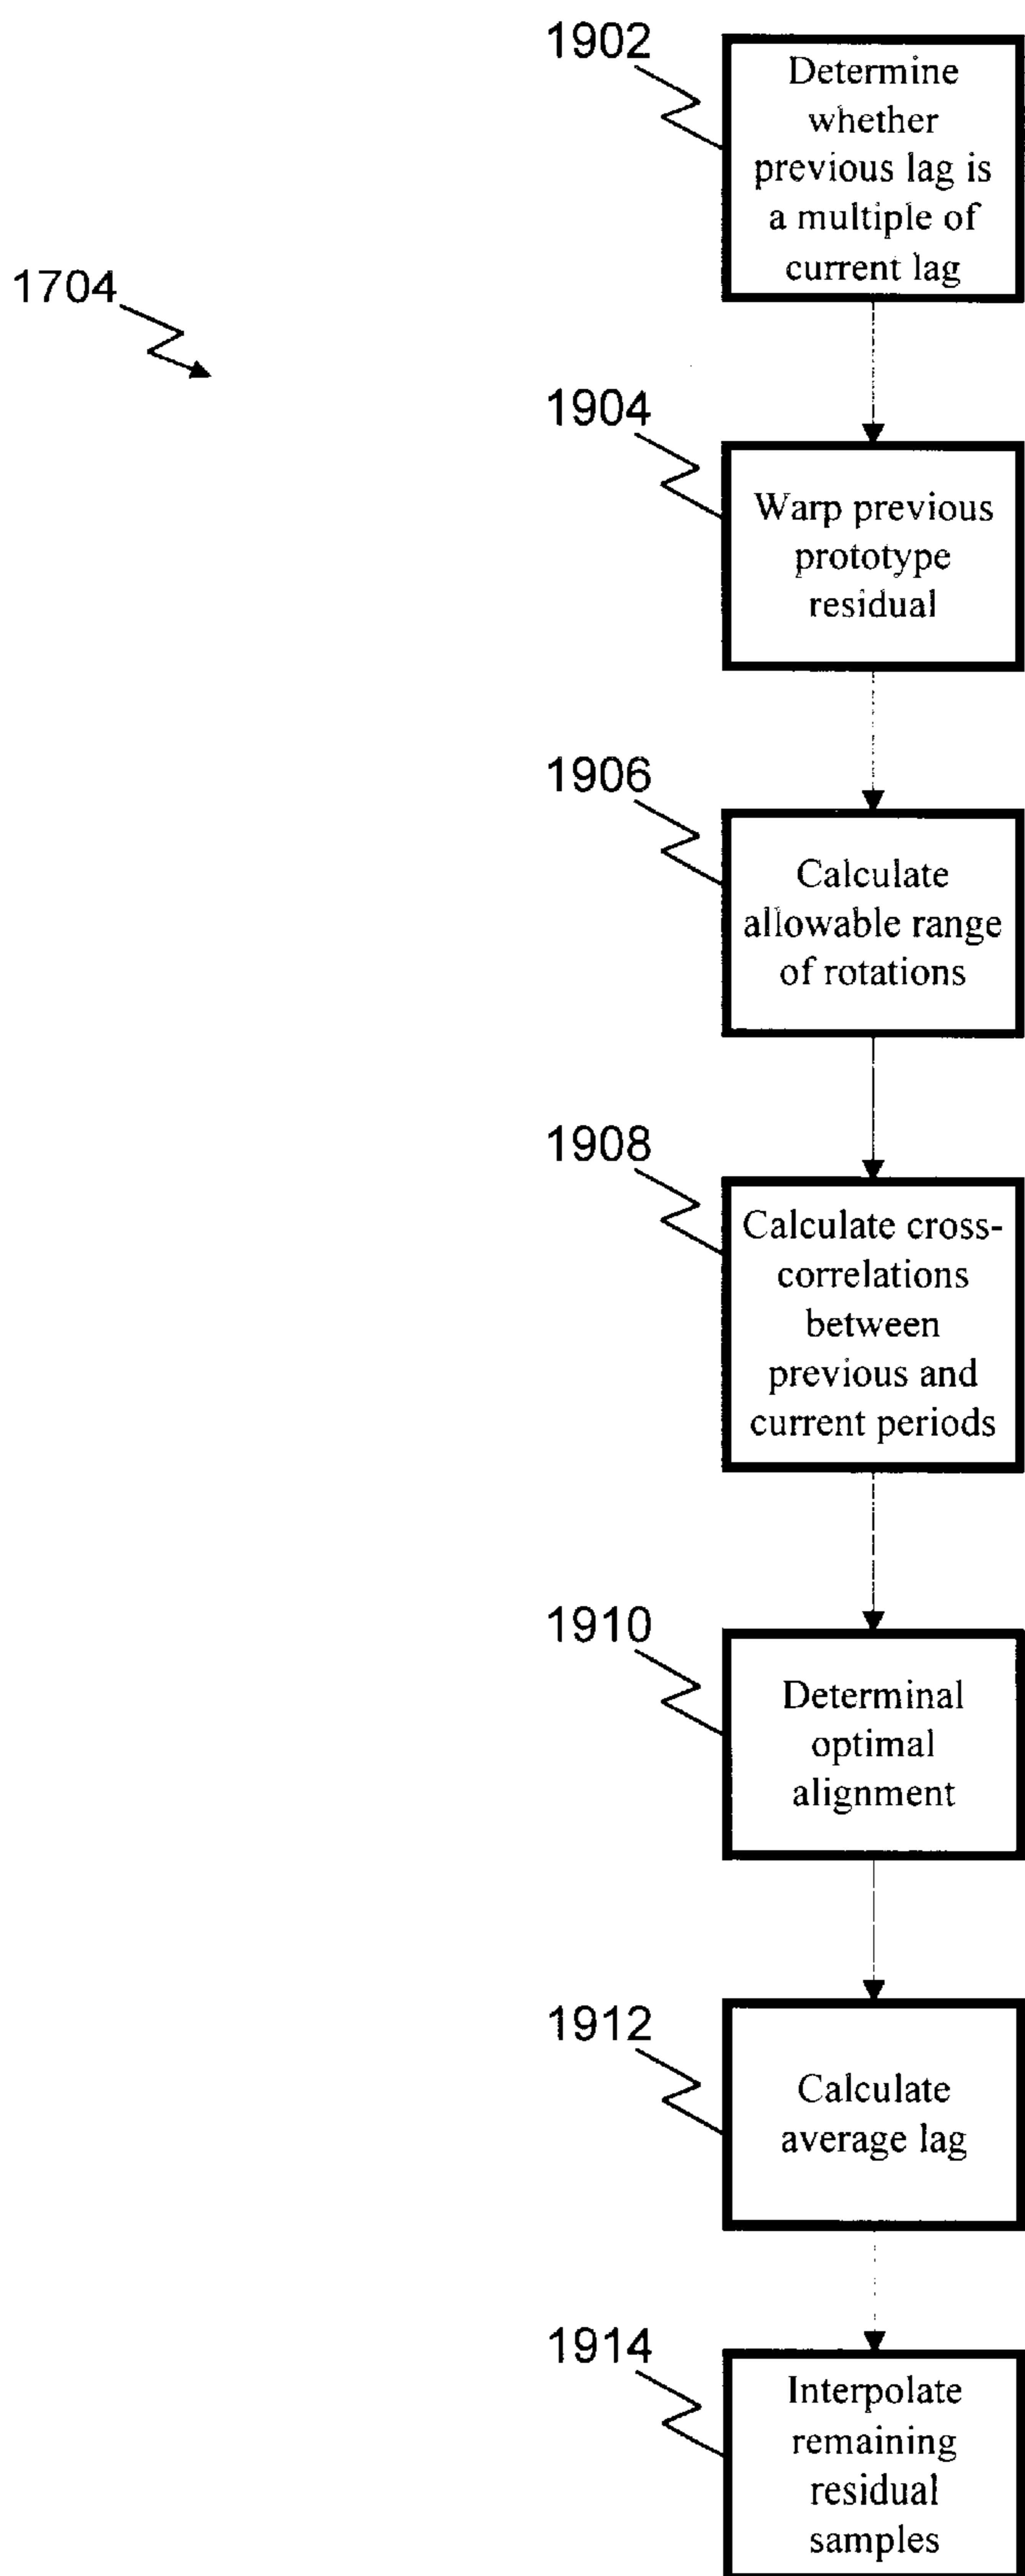 1902
Determine
whether
previous lag is
a multiple of
current lag
1704
1904
Warp previous
prototype
residual
1906
Calculate
allowable range
of rotations
1908
Calculate cross-
correlations
between
previous and
current periods
1910
Determinal
optimal
alignment
1912
Calculate
average lag
1914
Interpolate
remaining
residual
samples